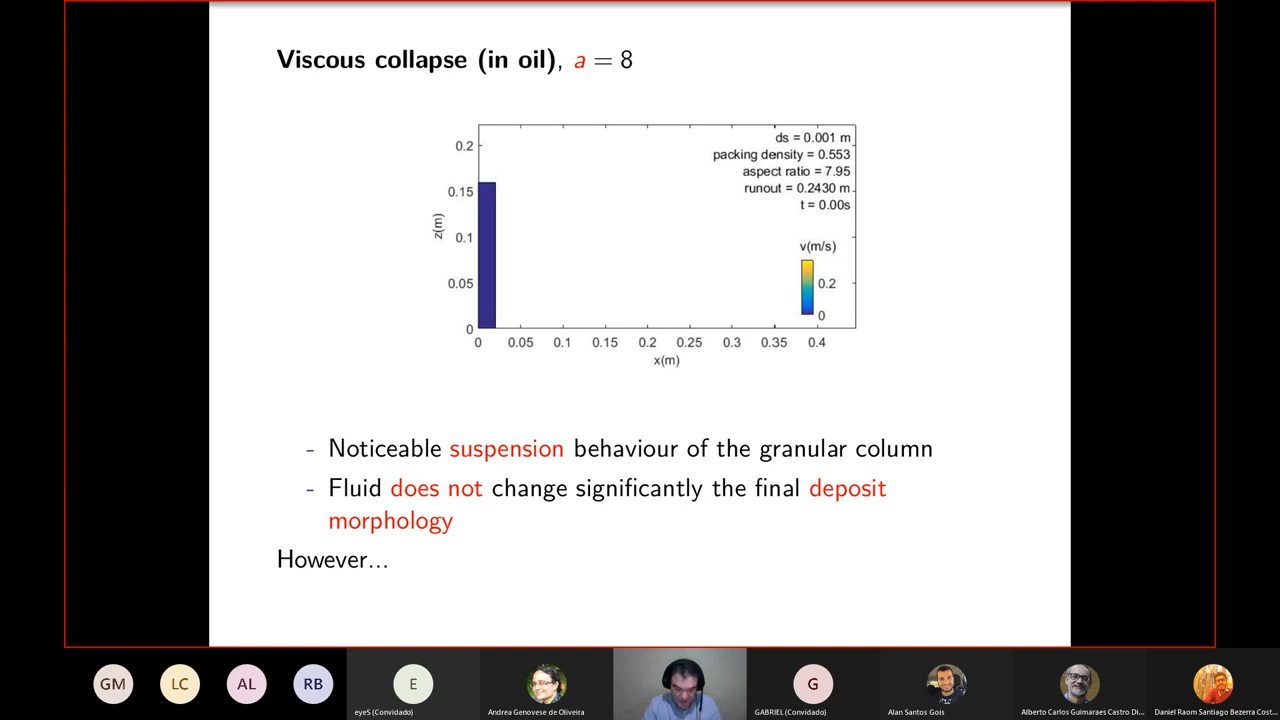 Viscous collapse (in oil), a = 8
ds = 0.001 m
packing density = 0.553
aspect ratio = 7.95
runout = 0.2430 m
t = 0.00s
v(m/s)
0.2
0
0.2
0.15
0.1
0.05
0
z(m)
0 0.05 0.1 0.15 0.2 0.25 0.3 0.35 0.4
x(m)
- Noticeable suspension behaviour of the granular column
- Fluid does not change significantly the final deposit
morphology
However...
GM LC AL RB E G
eyeS (Convidado) Andrea Genovese de Oliveira GABRIEL (Convidado) Alan Santos Gois Alberto Carlos Guimaraes Castro Di... Daniel Raom Santiago Bezerra Cost...